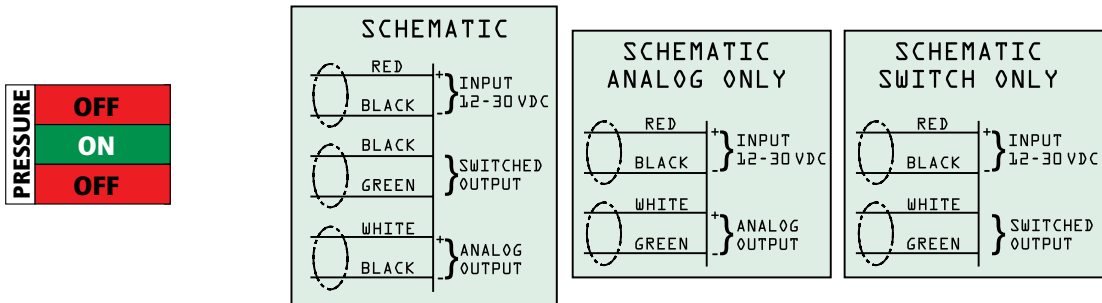 PRESSURE
OFF
ON
OFF
SCHEMATIC
RED
+
INPUT
12-30 VDC
BLACK
-
BLACK
SWITCHED
OUTPUT
GREEN
WHITE
+
ANALOG
OUTPUT
BLACK
-
SCHEMATIC
ANALOG ONLY
RED
+
INPUT
12-30 VDC
BLACK
-
WHITE
+
ANALOG
OUTPUT
GREEN
-
SCHEMATIC
SWITCH ONLY
RED
+
INPUT
12-30 VDC
BLACK
-
WHITE
SWITCHED
OUTPUT
GREEN